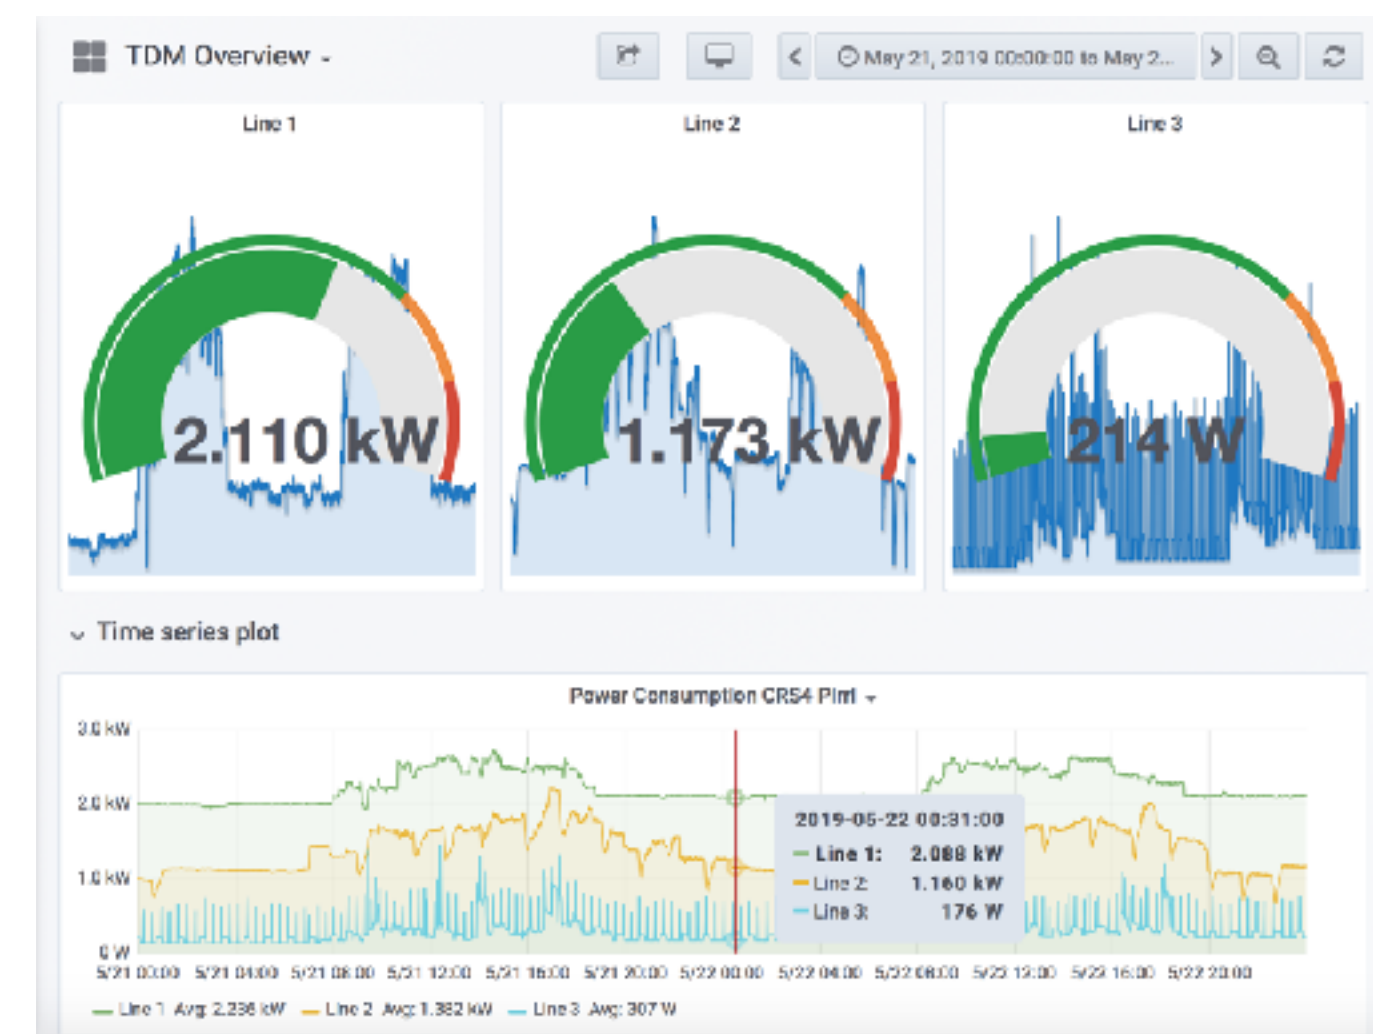 TDM Overview
May 21, 2019 00:00:00 to May 2...
Line 1
Line 2
Line 3
2.110 kW
1.173 kW
214 W
Time series plot
Power Consumption CRS4 Pirri
3.0 kW
2.0 kW
1.0 kW
0 W
2019-05-22 00:31:00
Line 1: 2.088 kW
Line 2: 1.160 kW
Line 3: 176 W
5/21 00:00 5/21 04:00 5/21 08:00 5/21 12:00 5/21 16:00 5/21 20:00 5/22 00:00 5/22 04:00 5/22 08:00 5/22 12:00 5/22 16:00 5/22 20:00
Line 1 Avg: 2.236 kW Line 2 Avg: 1.382 kW Line 3 Avg: 307 W